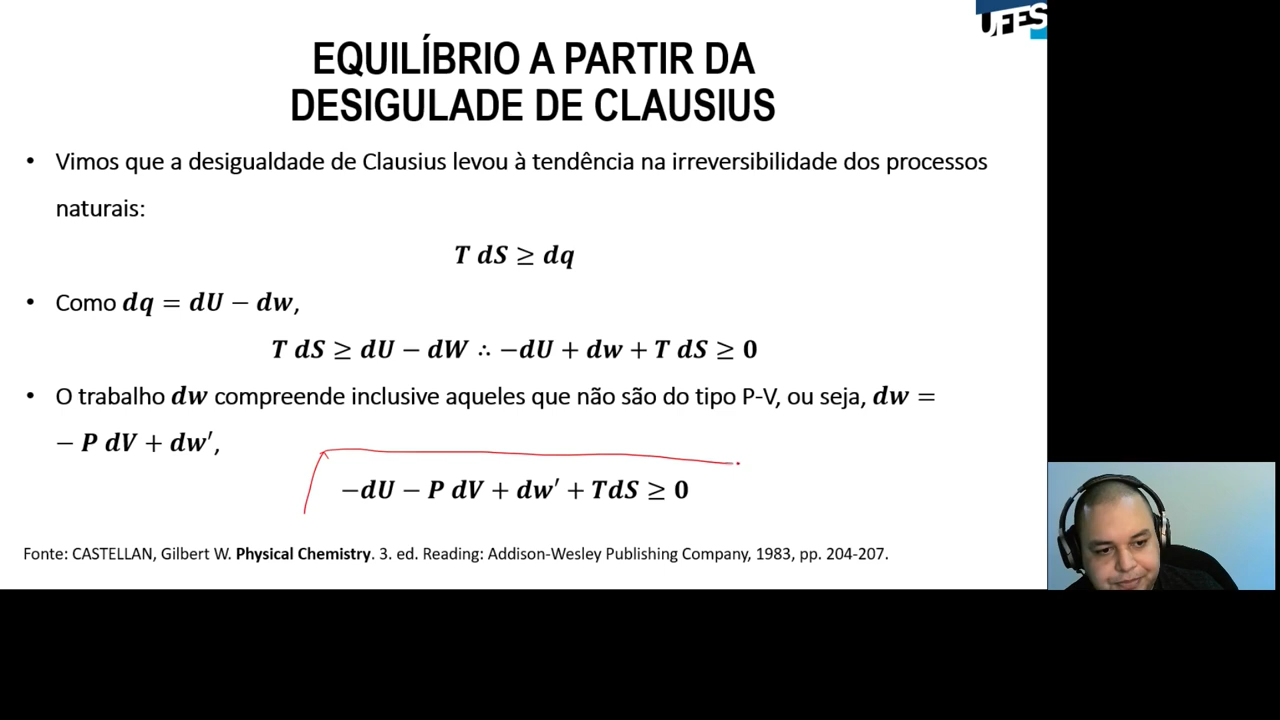 UFES
EQUILÍBRIO A PARTIR DA
DESIGULADE DE CLAUSIUS
• Vimos que a desigualdade de Clausius levou à tendência na irreversibilidade dos processos
naturais:
T dS ≥ dq
• Como dq = dU − dw,
T dS ≥ dU − dW ∴ −dU + dw + T dS ≥ 0
• O trabalho dw compreende inclusive aqueles que não são do tipo P-V, ou seja, dw =
− P dV + dw′,
−dU − P dV + dw′ + TdS ≥ 0
Fonte: CASTELLAN, Gilbert W. Physical Chemistry. 3. ed. Reading: Addison-Wesley Publishing Company, 1983, pp. 204-207.